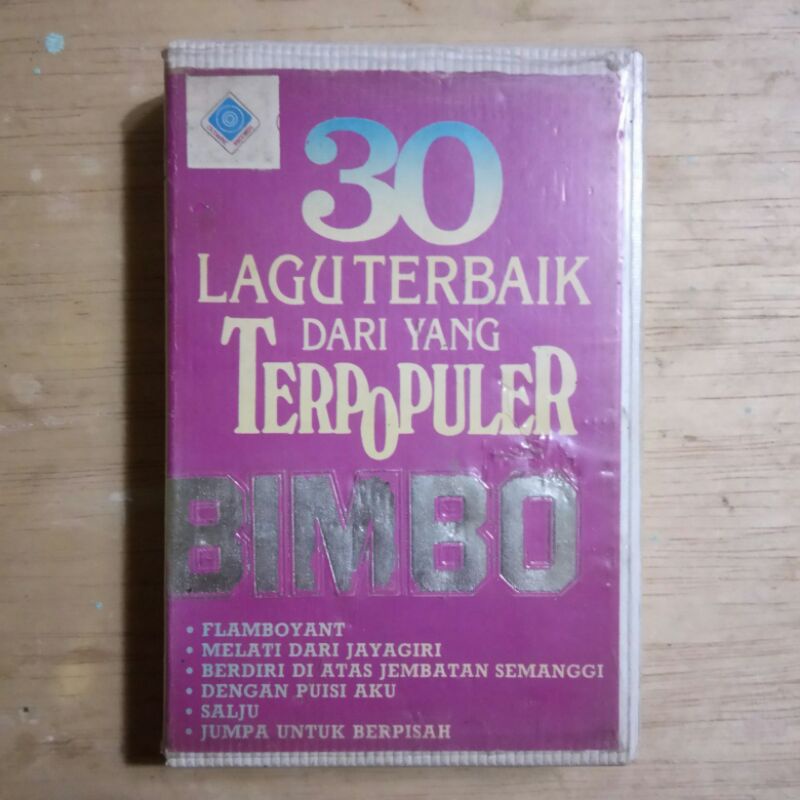 30
LAGU TERBAIK
DARI YANG
TERPOPULER
BIMBO
• FLAMBOYANT
• MELATI DARI JAYAGIRI
• BERDIRI DI ATAS JEMBATAN SEMANGGI
• DENGAN PUISI AKU
• SALJU
• JUMPA UNTUK BERPISAH